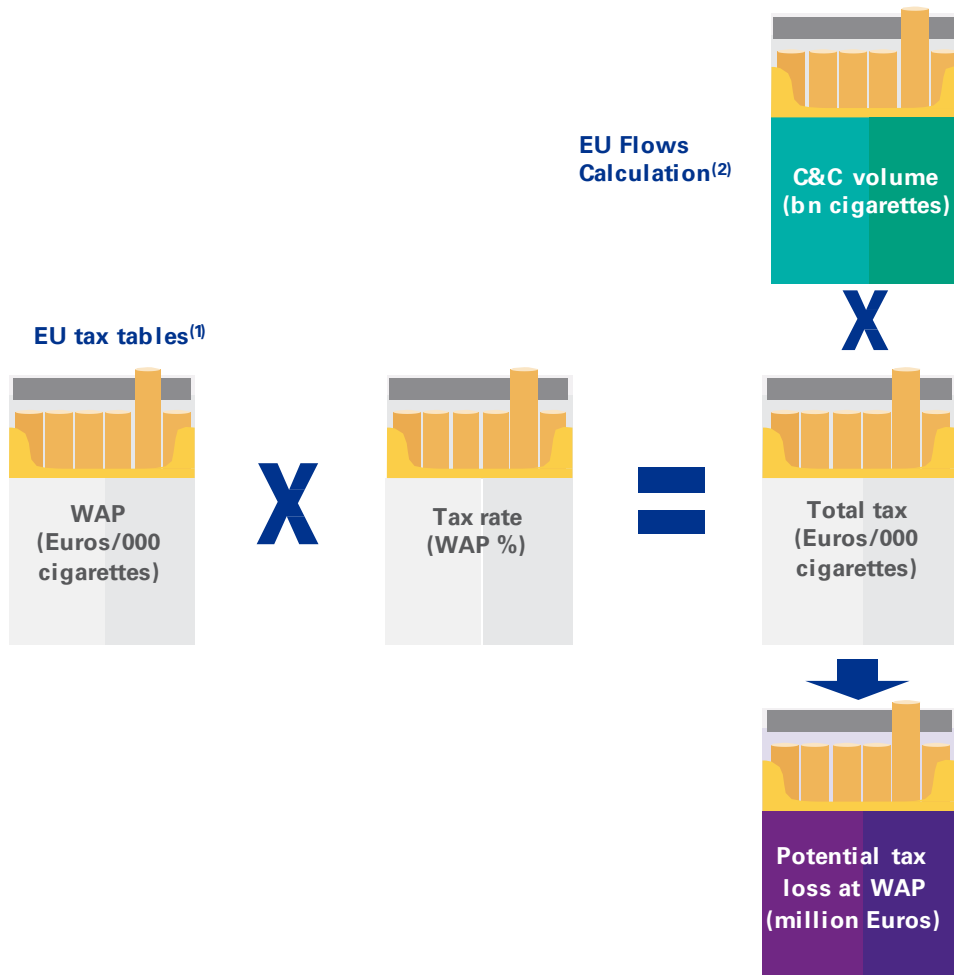 EU Flows
Calculation(2)
C&C volume
(bn cigarettes)
X
EU tax tables(1)
WAP
(Euros/000
cigarettes)
X
Tax rate
(WAP %)
=
Total tax
(Euros/000
cigarettes)
Potential tax
loss at WAP
(million Euros)